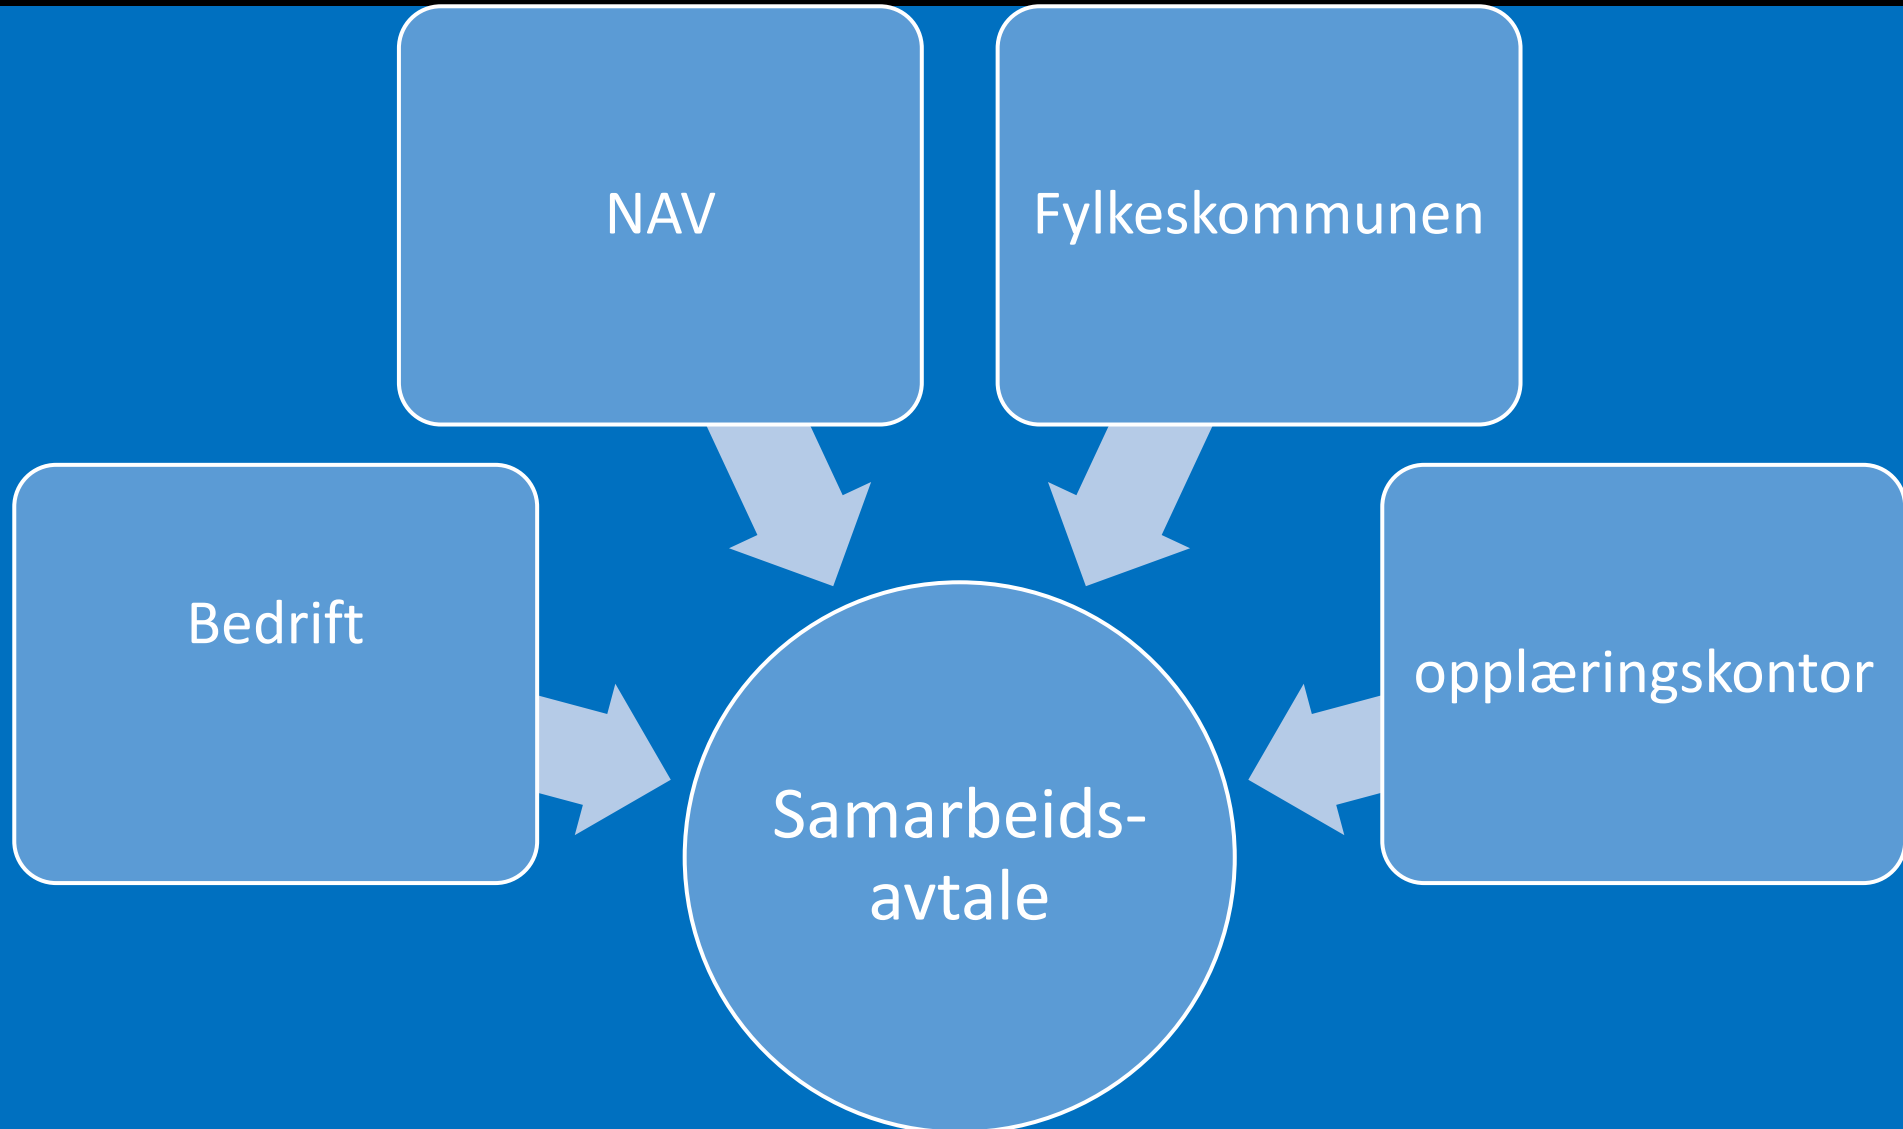 NAV
Fylkeskommunen
Bedrift
opplæringskontor
Samarbeids-
avtale